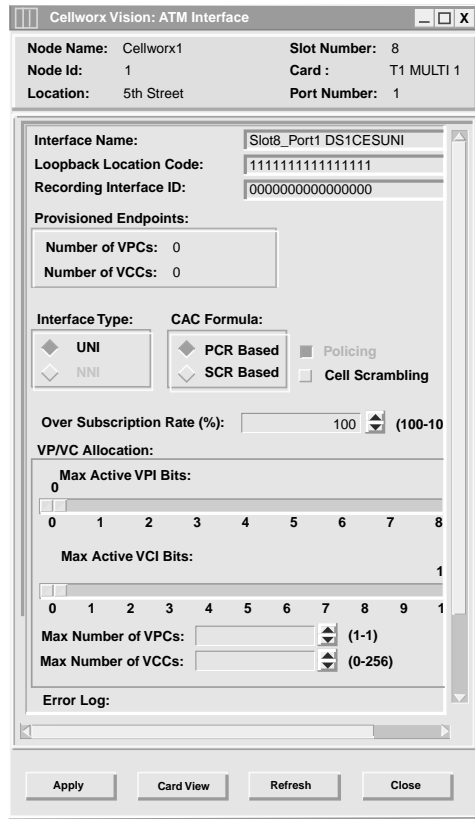 Cellworx Vision: ATM Interface
Node Name: Cellworx1 Slot Number: 8
Node Id: 1 Card : T1 MULTI 1
Location: 5th Street Port Number: 1
Interface Name: Slot8_Port1 DS1CESUNI
Loopback Location Code: 1111111111111111
Recording Interface ID: 0000000000000000
Provisioned Endpoints:
Number of VPCs: 0
Number of VCCs: 0
Interface Type: CAC Formula:
UNI PCR Based Policing
NNI SCR Based Cell Scrambling
Over Subscription Rate (%): 100 (100-10
VP/VC Allocation:
Max Active VPI Bits:
0
0 1 2 3 4 5 6 7 8
Max Active VCI Bits:
1
0 1 2 3 4 5 6 7 8 9 1
Max Number of VPCs: (1-1)
Max Number of VCCs: (0-256)
Error Log:
Apply Card View Refresh Close